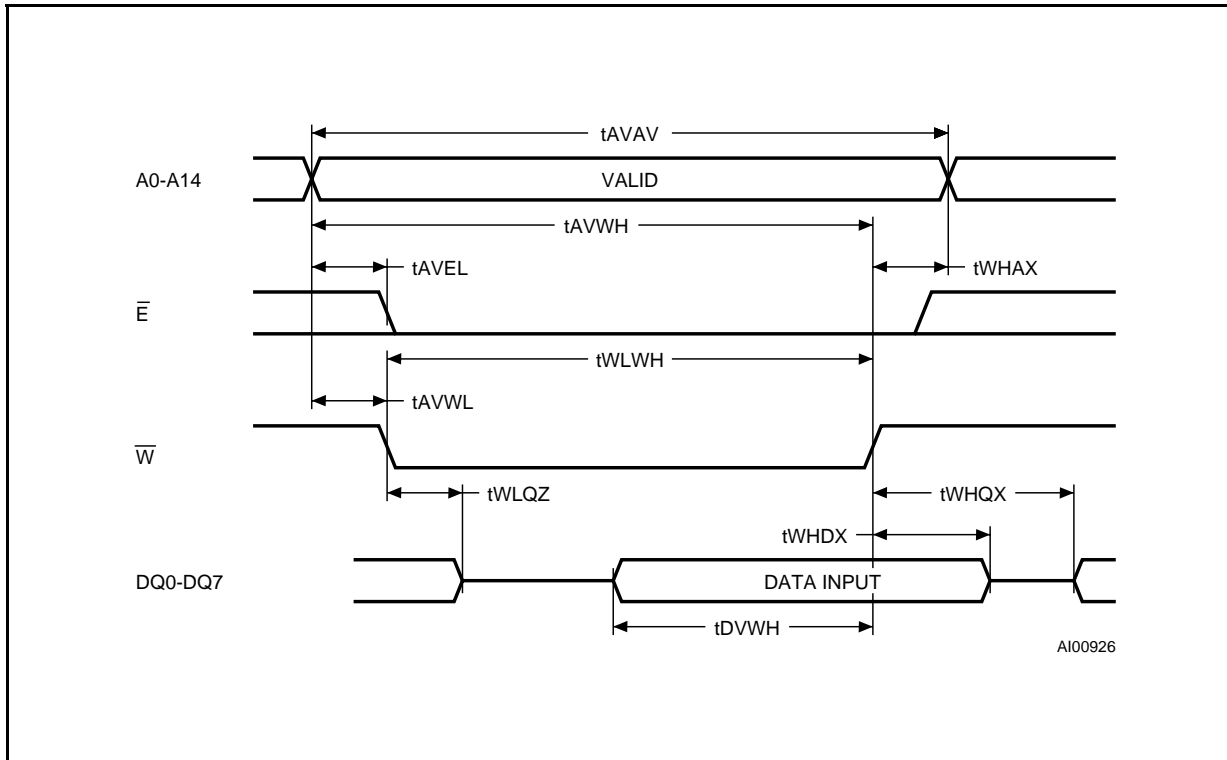 tAVAV
A0-A14
VALID
tAVWH
tAVEL
tWHAX
E̅
tWLWH
tAVWL
W̅
tWLQZ
tWHQX
tWHDX
DQ0-DQ7
DATA INPUT
tDVWH
AI00926